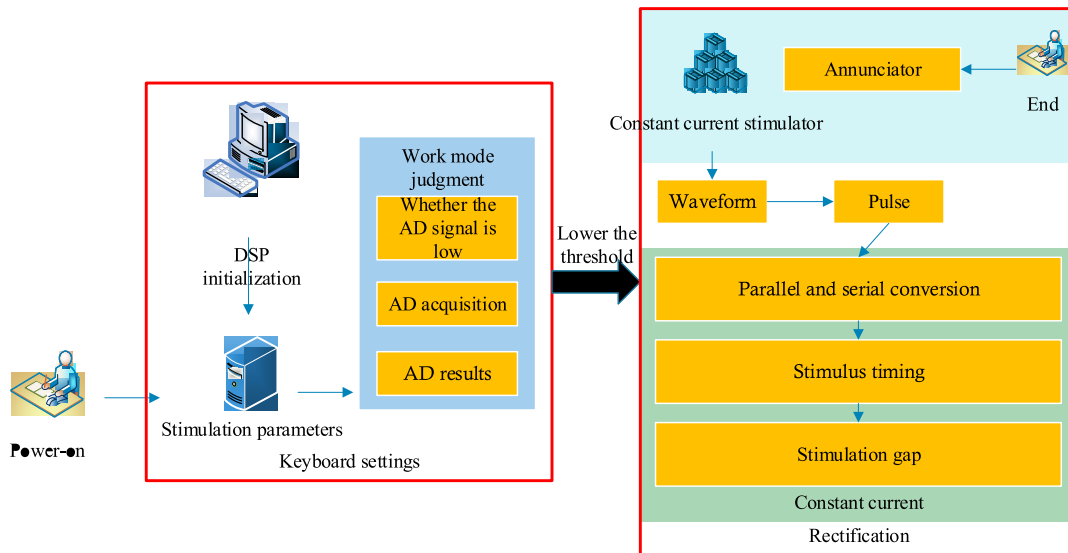 Power-on
DSP
initialization
Stimulation parameters
Keyboard settings
Work mode
judgment
Whether the
AD signal is
low
AD acquisition
AD results
Lower the
threshold
Constant current stimulator
Annunciator
End
Waveform
Pulse
Parallel and serial conversion
Stimulus timing
Stimulation gap
Constant current
Rectification